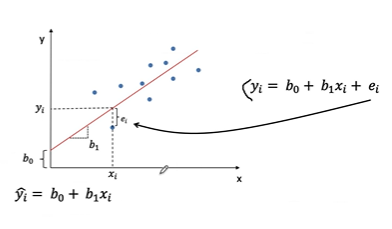 y
yᵢ = b₀ + b₁xᵢ + eᵢ
yᵢ
eᵢ
b₁
b₀
xᵢ
x
ŷᵢ = b₀ + b₁xᵢ